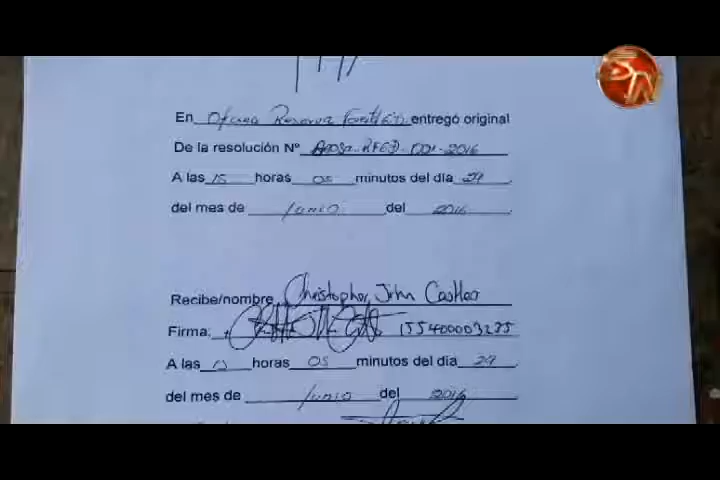 En Oficina Reserva Forestal entregó original
De la resolución Nº -2016
A las 15 horas 05 minutos del día 29
del mes de Junio del 2016
Recibe/nombre Christopher John Castles
Firma: 155400003235
A las 15 horas 05 minutos del día 29
del mes de Junio del 2016